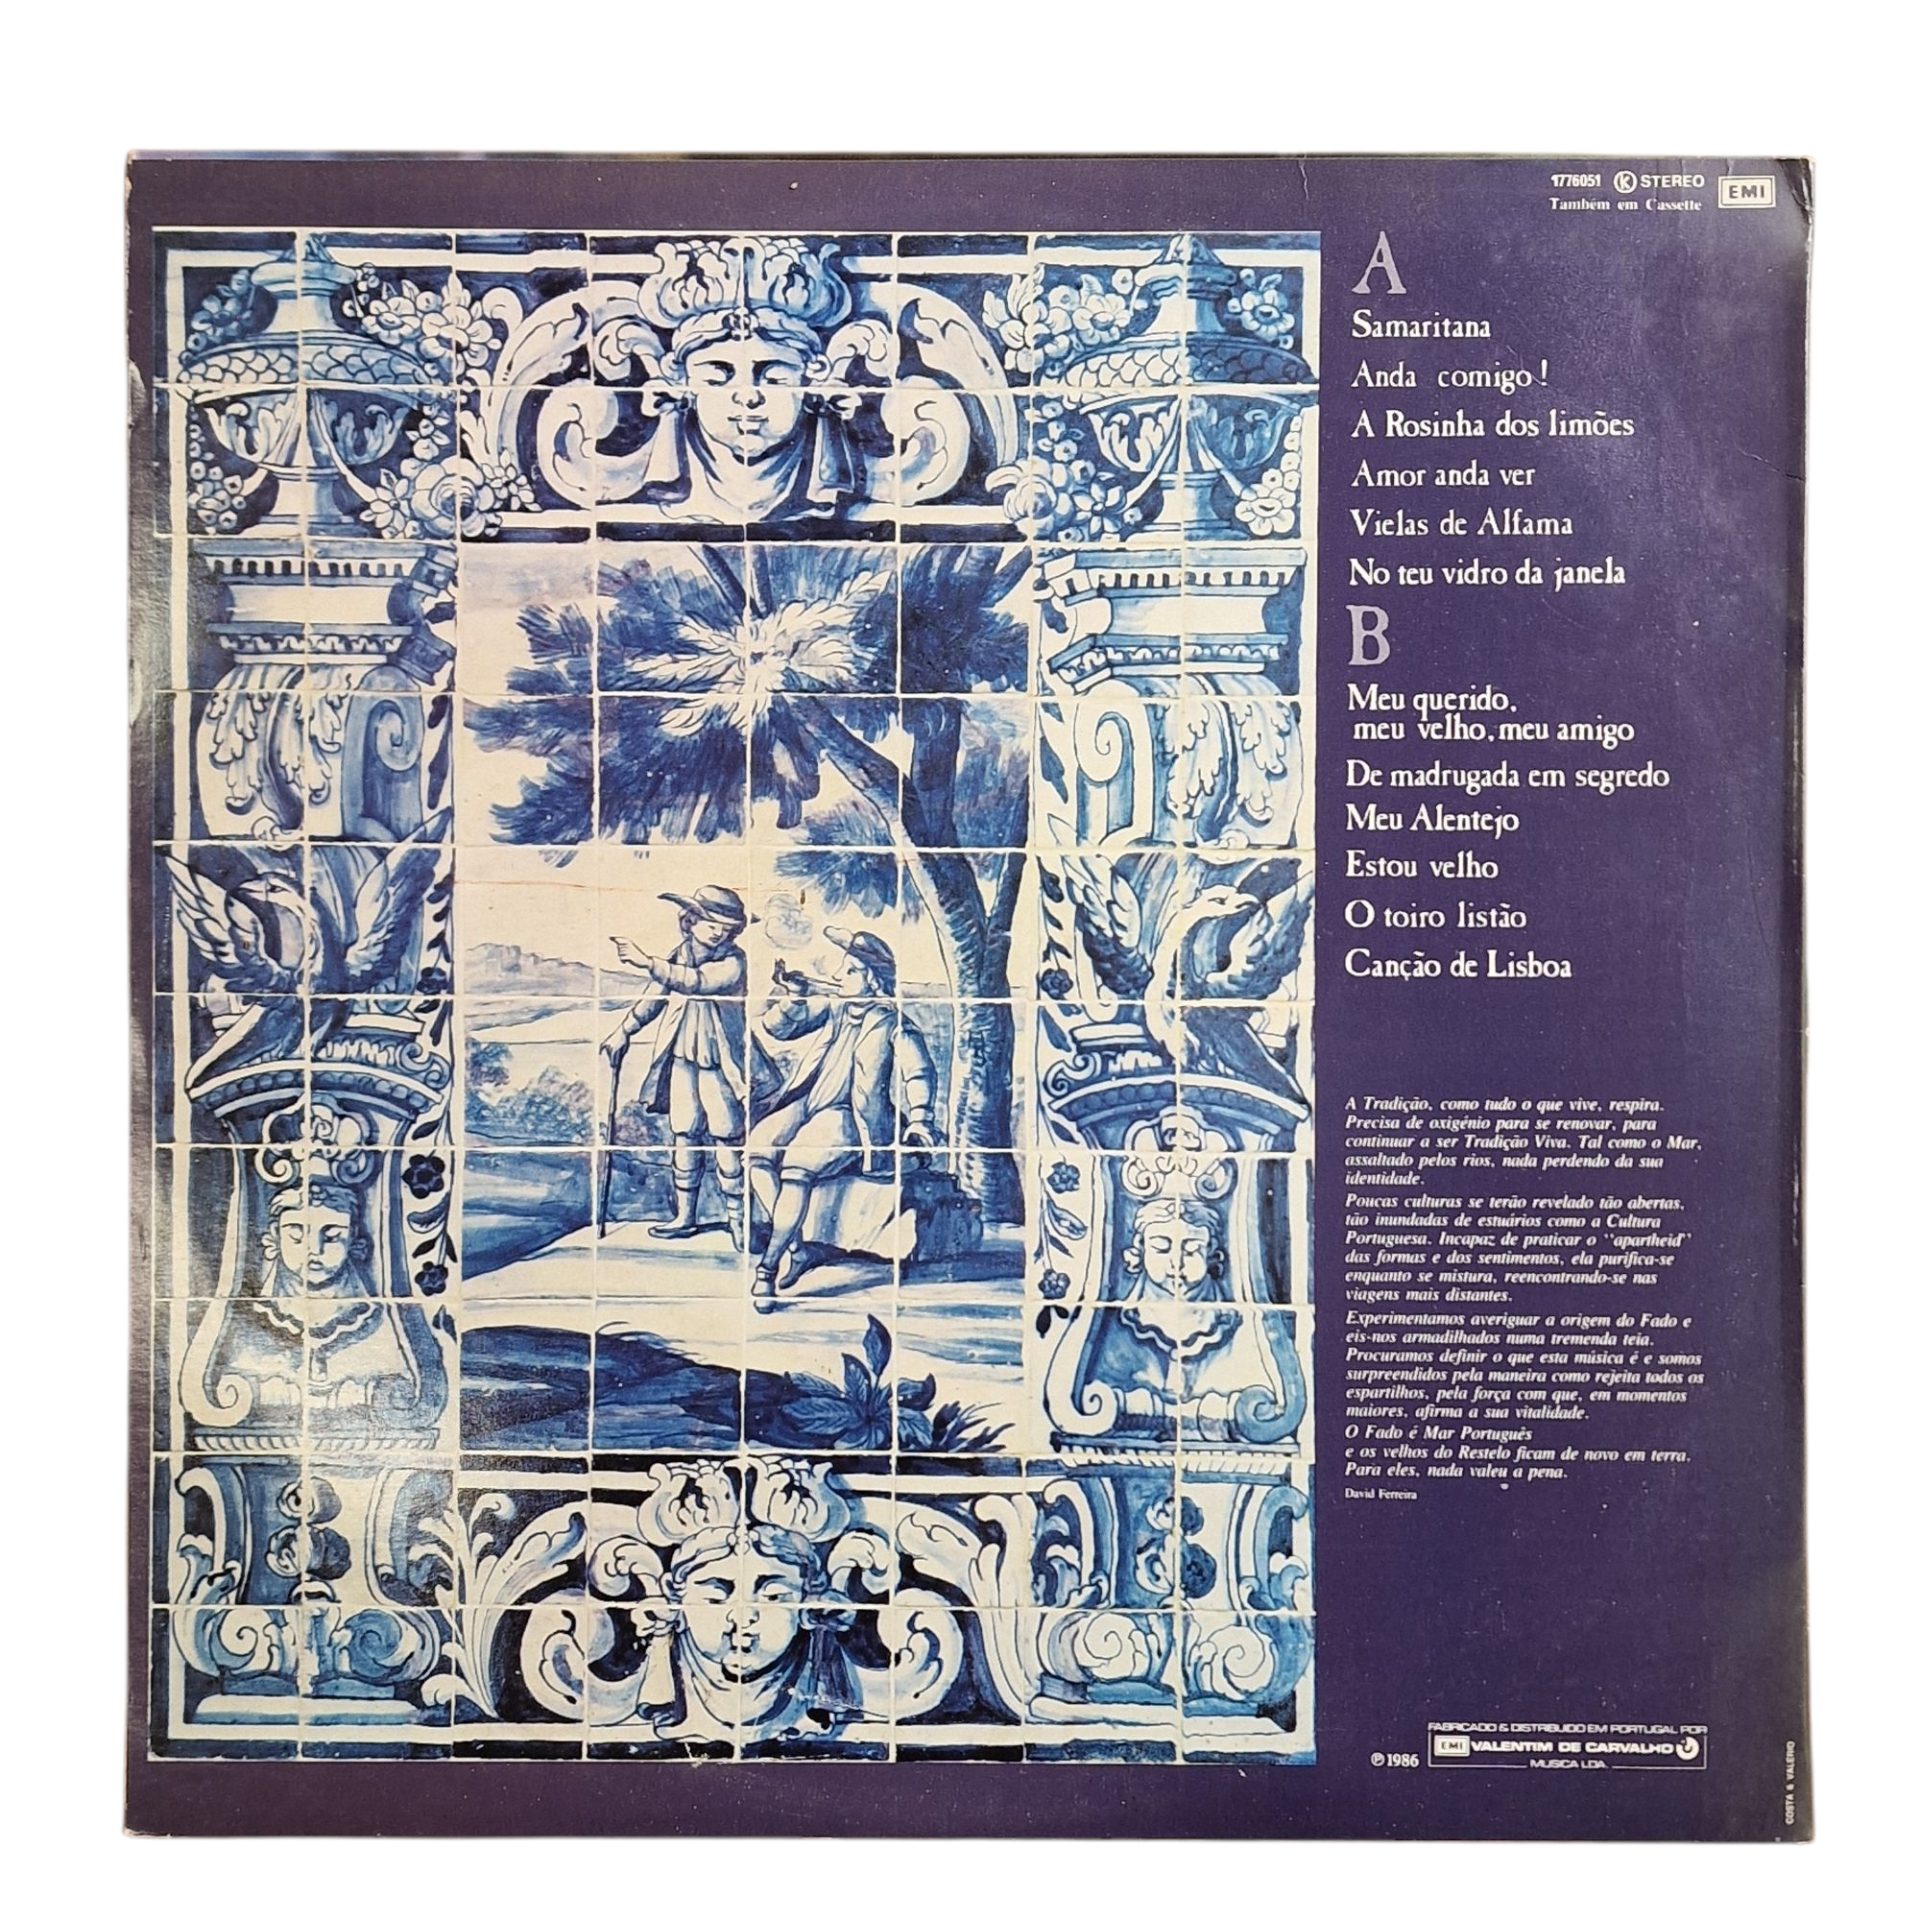 1776051 K STEREO EMI
Também em Cassette
A
Samaritana
Anda comigo!
A Rosinha dos limões
Amor anda ver
Vielas de Alfama
No teu vidro da janela
B
Meu querido,
meu velho, meu amigo
De madrugada em segredo
Meu Alentejo
Estou velho
O toiro listão
Canção de Lisboa
A Tradição, como tudo o que vive, respira.
Precisa de oxigénio para se renovar, para
continuar a ser Tradição Viva. Tal como o Mar,
assaltado pelos rios, nada perdendo da sua
identidade.
Poucas culturas se terão revelado tão abertas,
tão inundadas de estuários como a Cultura
Portuguesa. Incapaz de praticar o "apartheid"
das formas e dos sentimentos, ela purifica-se
enquanto se mistura, reencontrando-se nas
viagens mais distantes.
Experimentamos averiguar a origem do Fado e
eis-nos armadilhados numa tremenda teia.
Procuramos definir o que esta música é e somos
surpreendidos pela maneira como rejeita todos os
espartilhos, pela força com que, em momentos
maiores, afirma a sua vitalidade.
O Fado é Mar Português
e os velhos do Restelo ficam de novo em terra.
Para eles, nada valeu a pena.
David Ferreira
FABRICADO & DISTRIBUIDO EM PORTUGAL POR
℗ 1986 EMI VALENTIM DE CARVALHO
MUSICA LDA.
COSTA & VALÉRIO